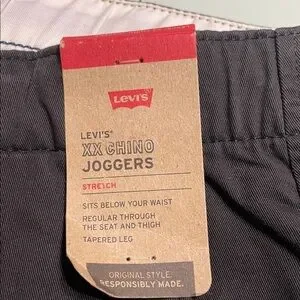 LEVI'S
LEVI'S®
XX CHINO
JOGGERS
STRETCH
SITS BELOW YOUR WAIST
REGULAR THROUGH
THE SEAT AND THIGH
TAPERED LEG
ORIGINAL STYLE.
RESPONSIBLY MADE.